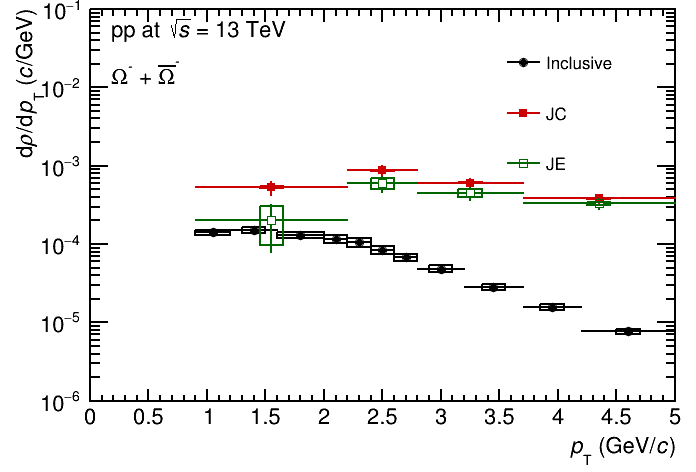 dρ/dp_T (c/GeV)
10⁻¹
10⁻²
10⁻³
10⁻⁴
10⁻⁵
10⁻⁶
pp at √s = 13 TeV
Ω⁻ + Ω̅⁻
Inclusive
JC
JE
0 0.5 1 1.5 2 2.5 3 3.5 4 4.5 5
p_T (GeV/c)